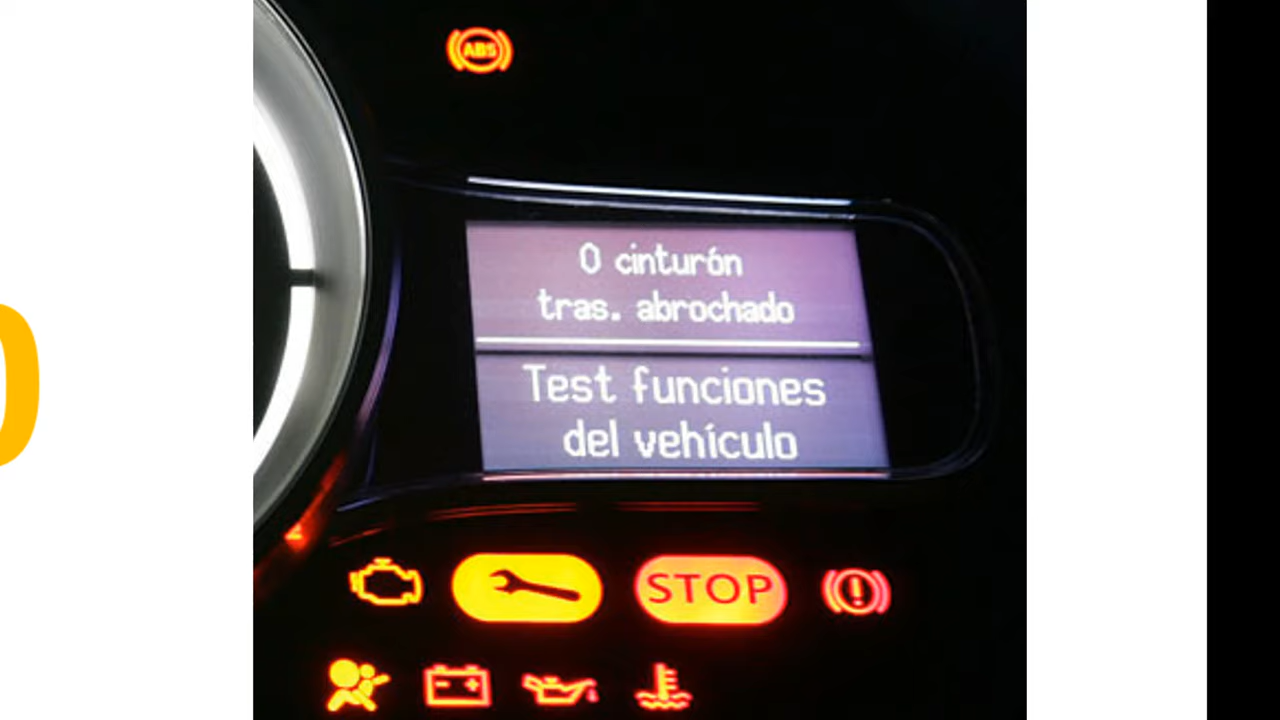 ABS
0 cinturón
tras. abrochado
Test funciones
del vehículo
STOP